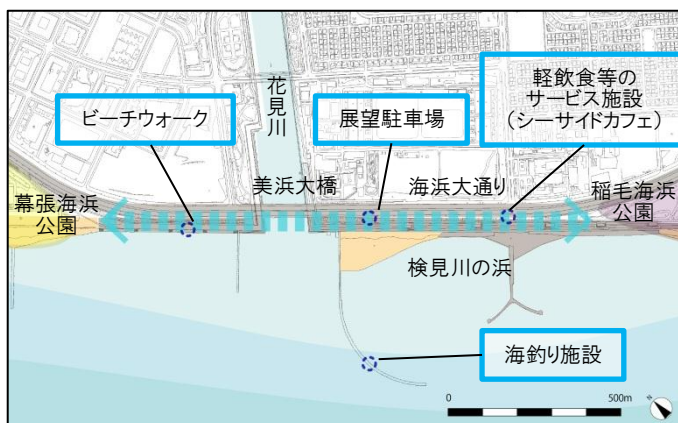 軽飲食等の
サービス施設
（シーサイドカフェ）
花見川
ビーチウォーク
展望駐車場
美浜大橋
海浜大通り
稲毛海浜
公園
幕張海浜
公園
検見川の浜
海釣り施設
0
500m